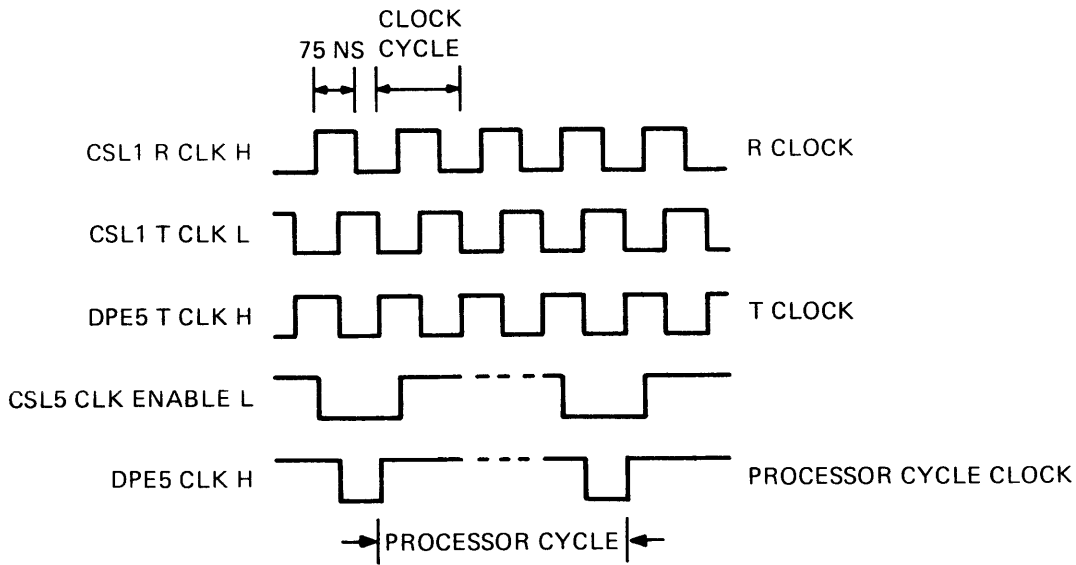 CLOCK
75 NS CYCLE
CSL1 R CLK H R CLOCK
CSL1 T CLK L
DPE5 T CLK H T CLOCK
CSL5 CLK ENABLE L
DPE5 CLK H PROCESSOR CYCLE CLOCK
PROCESSOR CYCLE